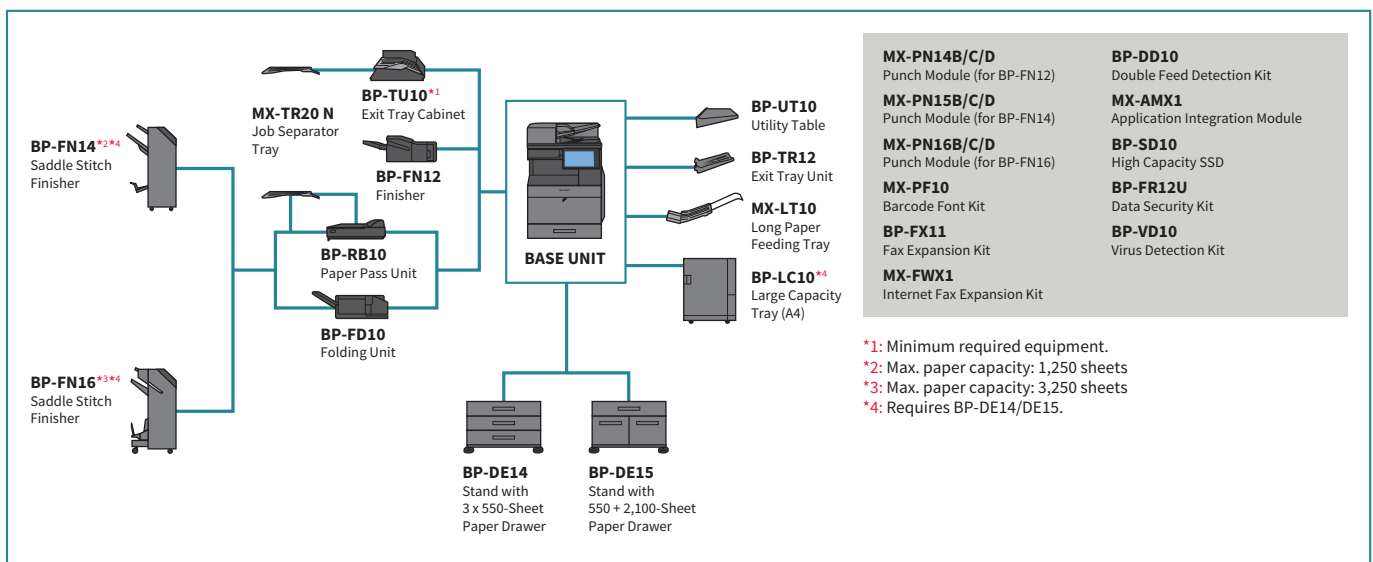 MX-TR20 N
Job Separator
Tray
BP-TU10*1
Exit Tray Cabinet
BP-FN12
Finisher
BP-FN14*2*4
Saddle Stitch
Finisher
BP-RB10
Paper Pass Unit
BP-FD10
Folding Unit
BP-FN16*3*4
Saddle Stitch
Finisher
BASE UNIT
BP-UT10
Utility Table
BP-TR12
Exit Tray Unit
MX-LT10
Long Paper
Feeding Tray
BP-LC10*4
Large Capacity
Tray (A4)
BP-DE14
Stand with
3 x 550-Sheet
Paper Drawer
BP-DE15
Stand with
550 + 2,100-Sheet
Paper Drawer
MX-PN14B/C/D
Punch Module (for BP-FN12)
MX-PN15B/C/D
Punch Module (for BP-FN14)
MX-PN16B/C/D
Punch Module (for BP-FN16)
MX-PF10
Barcode Font Kit
BP-FX11
Fax Expansion Kit
MX-FWX1
Internet Fax Expansion Kit
BP-DD10
Double Feed Detection Kit
MX-AMX1
Application Integration Module
BP-SD10
High Capacity SSD
BP-FR12U
Data Security Kit
BP-VD10
Virus Detection Kit
*1: Minimum required equipment.
*2: Max. paper capacity: 1,250 sheets
*3: Max. paper capacity: 3,250 sheets
*4: Requires BP-DE14/DE15.